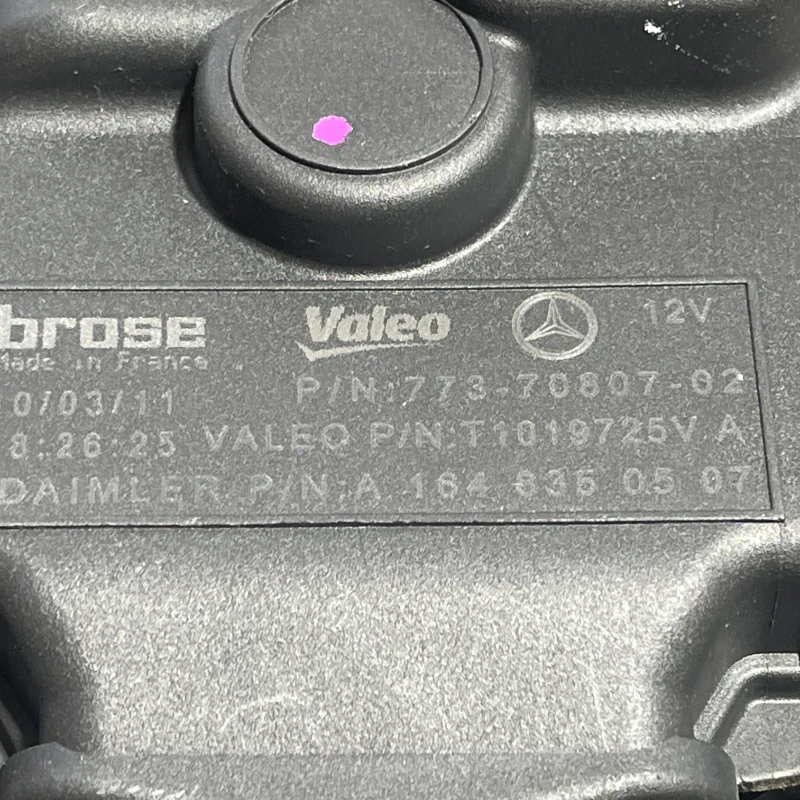 brose Valeo 12V
Made in France
0/03/11 P/N:773-70807-02
8:26:25 VALEO P/N:T1019725V A
DAIMLER P/N:A 164 835 05 07